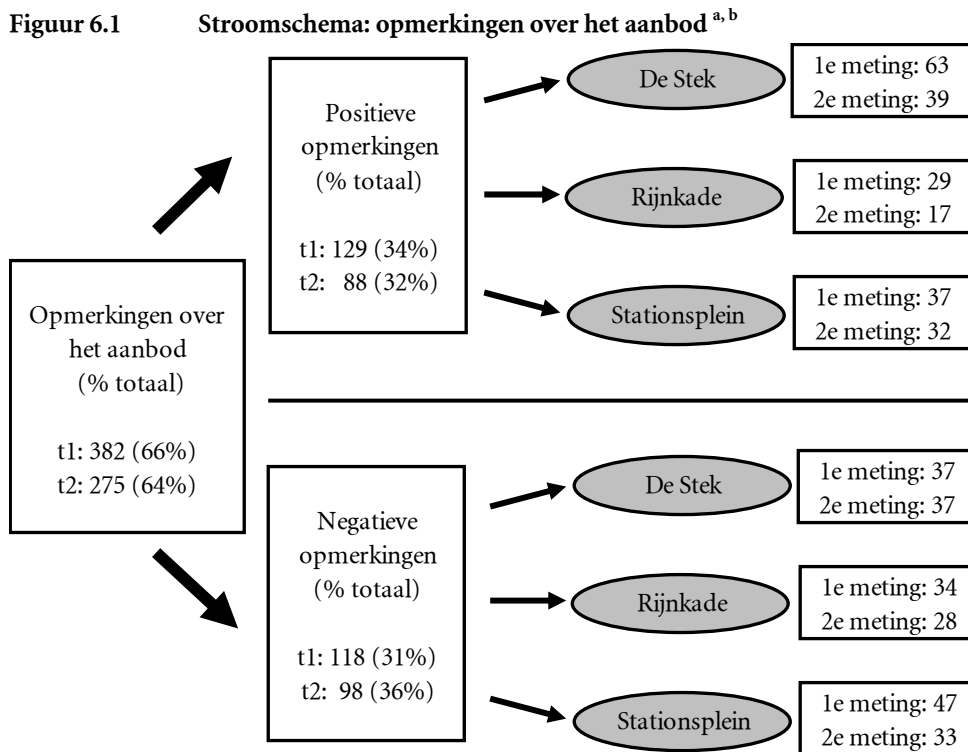 Figuur 6.1 Stroomschema: opmerkingen over het aanbod a, b
Opmerkingen over
het aanbod
(% totaal)
t1: 382 (66%)
t2: 275 (64%)
Positieve
opmerkingen
(% totaal)
t1: 129 (34%)
t2: 88 (32%)
De Stek
1e meting: 63
2e meting: 39
Rijnkade
1e meting: 29
2e meting: 17
Stationsplein
1e meting: 37
2e meting: 32
Negatieve
opmerkingen
(% totaal)
t1: 118 (31%)
t2: 98 (36%)
De Stek
1e meting: 37
2e meting: 37
Rijnkade
1e meting: 34
2e meting: 28
Stationsplein
1e meting: 47
2e meting: 33